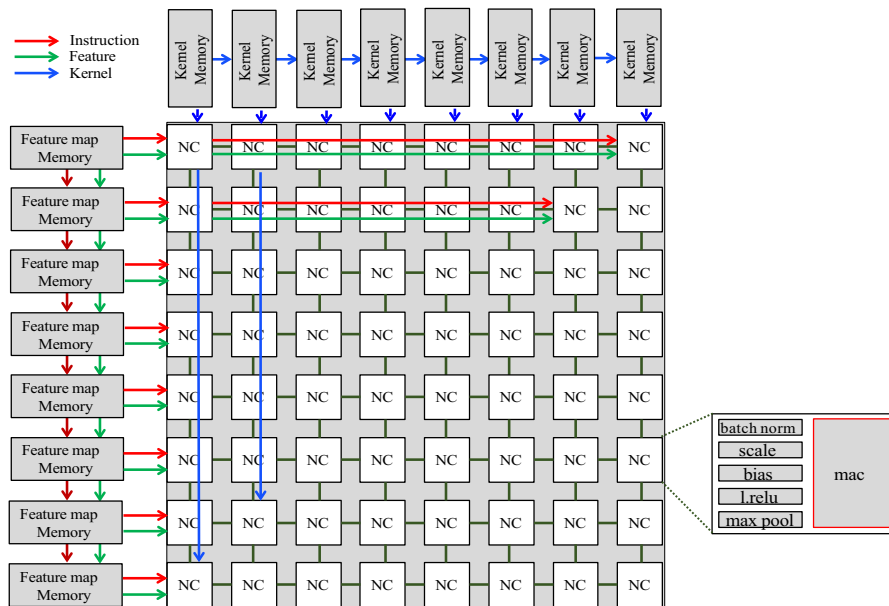 Instruction
Feature
Kernel
Kernel
Memory
Kernel
Memory
Kernel
Memory
Kernel
Memory
Kernel
Memory
Kernel
Memory
Kernel
Memory
Kernel
Memory
Feature map
Memory
NC NC NC NC NC NC NC NC
Feature map
Memory
NC NC NC NC NC NC NC NC
Feature map
Memory
NC NC NC NC NC NC NC NC
Feature map
Memory
NC NC NC NC NC NC NC NC
Feature map
Memory
NC NC NC NC NC NC NC NC
Feature map
Memory
NC NC NC NC NC NC NC NC
Feature map
Memory
NC NC NC NC NC NC NC NC
Feature map
Memory
NC NC NC NC NC NC NC NC
batch norm
scale
bias
l.relu
max pool
mac